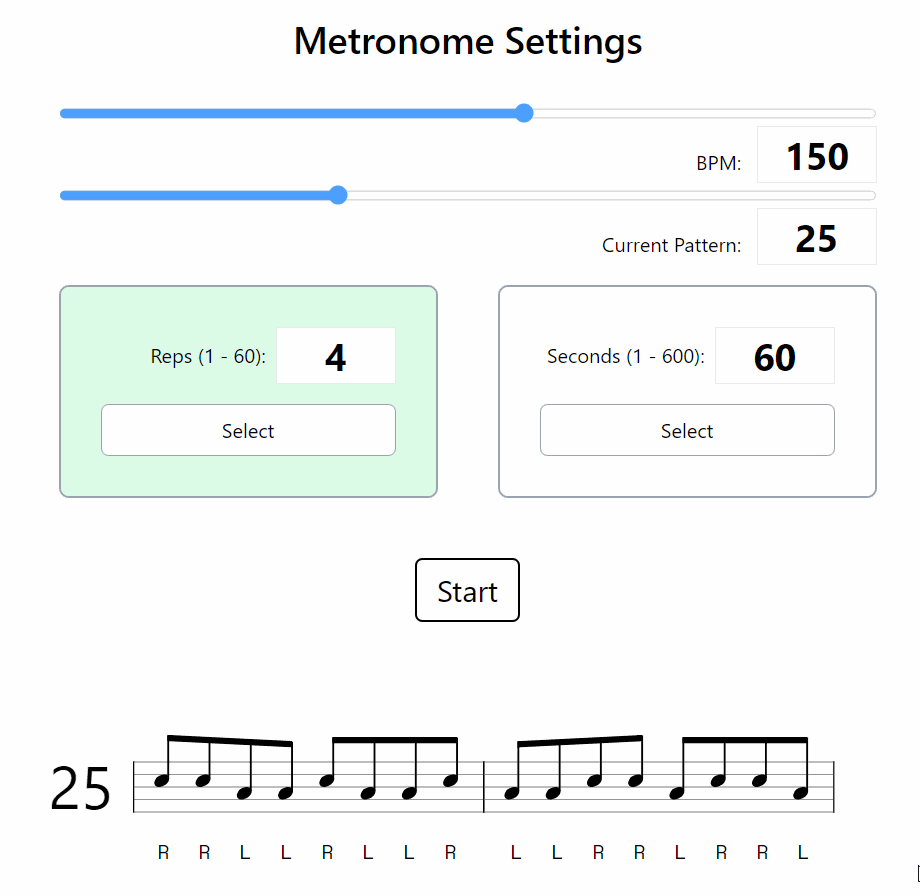 Metronome Settings
BPM: 150
Current Pattern: 25
Reps (1 - 60): 4
Select
Seconds (1 - 600): 60
Select
Start
25
R R L L R L L R L L R R L R R L